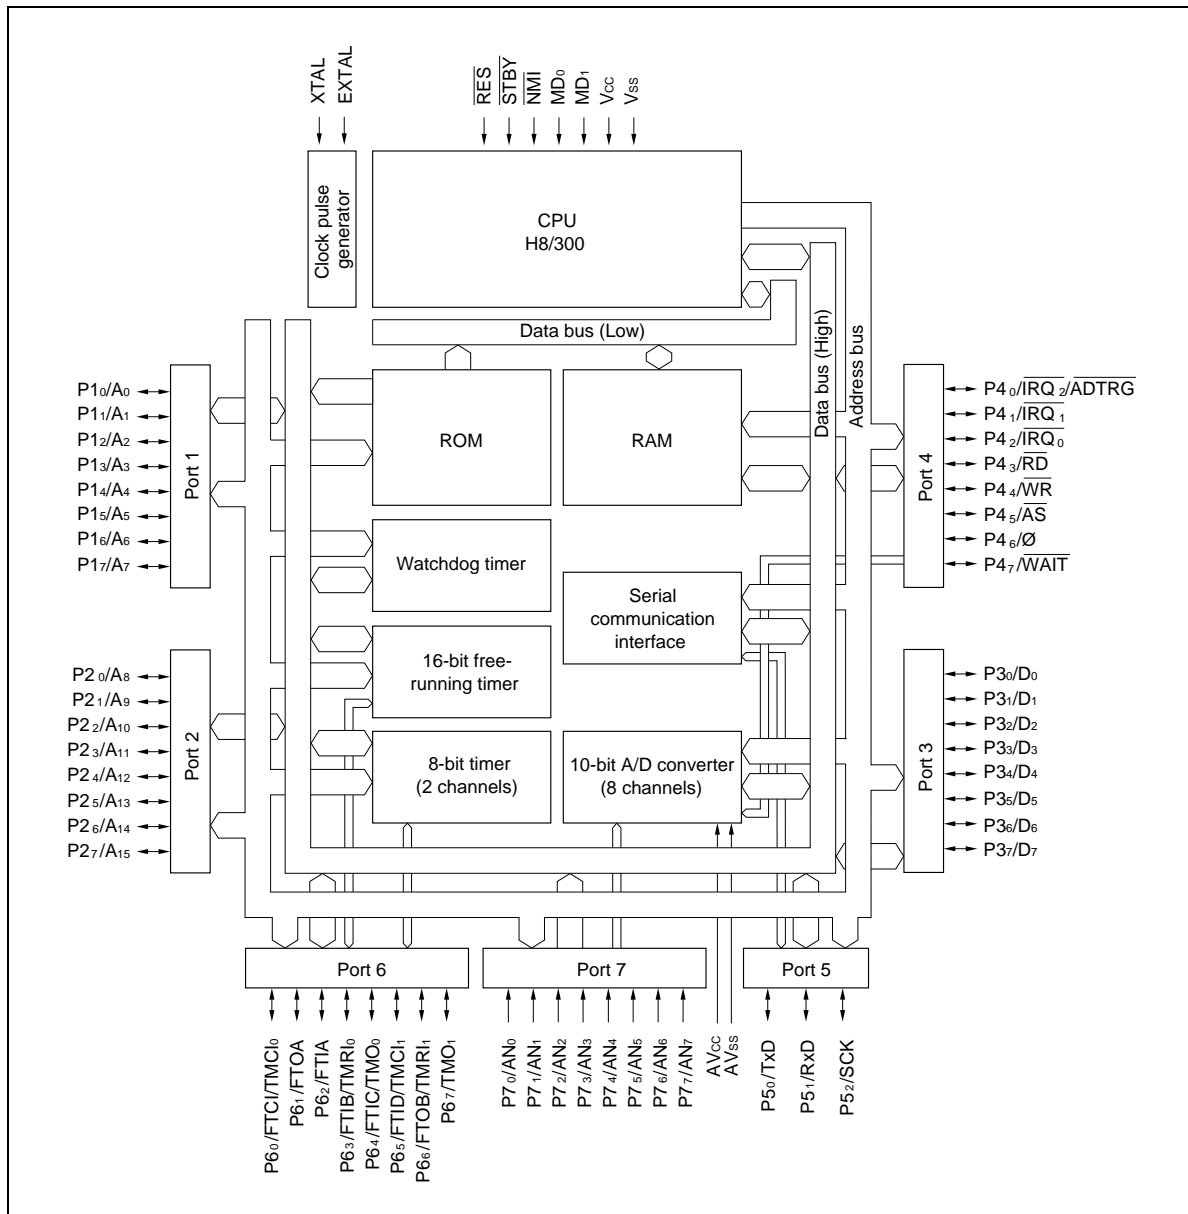 XTAL
EXTAL
RES
STBY
NMI
MD0
MD1
VCC
VSS
Clock pulse
generator
CPU
H8/300
Data bus (Low)
Data bus (High)
Address bus
P10/A0
P11/A1
P12/A2
P13/A3
P14/A4
P15/A5
P16/A6
P17/A7
Port 1
ROM
RAM
Port 4
P40/IRQ2/ADTRG
P41/IRQ1
P42/IRQ0
P43/RD
P44/WR
P45/AS
P46/Ø
P47/WAIT
Watchdog timer
Serial
communication
interface
16-bit free-
running timer
P20/A8
P21/A9
P22/A10
P23/A11
P24/A12
P25/A13
P26/A14
P27/A15
Port 2
8-bit timer
(2 channels)
10-bit A/D converter
(8 channels)
Port 3
P30/D0
P31/D1
P32/D2
P33/D3
P34/D4
P35/D5
P36/D6
P37/D7
Port 6
Port 7
Port 5
P60/FTCI/TMCI0
P61/FTOA
P62/FTIA
P63/FTIB/TMRI0
P64/FTIC/TMO0
P65/FTID/TMCI1
P66/FTOB/TMRI1
P67/TMO1
P70/AN0
P71/AN1
P72/AN2
P73/AN3
P74/AN4
P75/AN5
P76/AN6
P77/AN7
AVCC
AVSS
P50/TxD
P51/RxD
P52/SCK